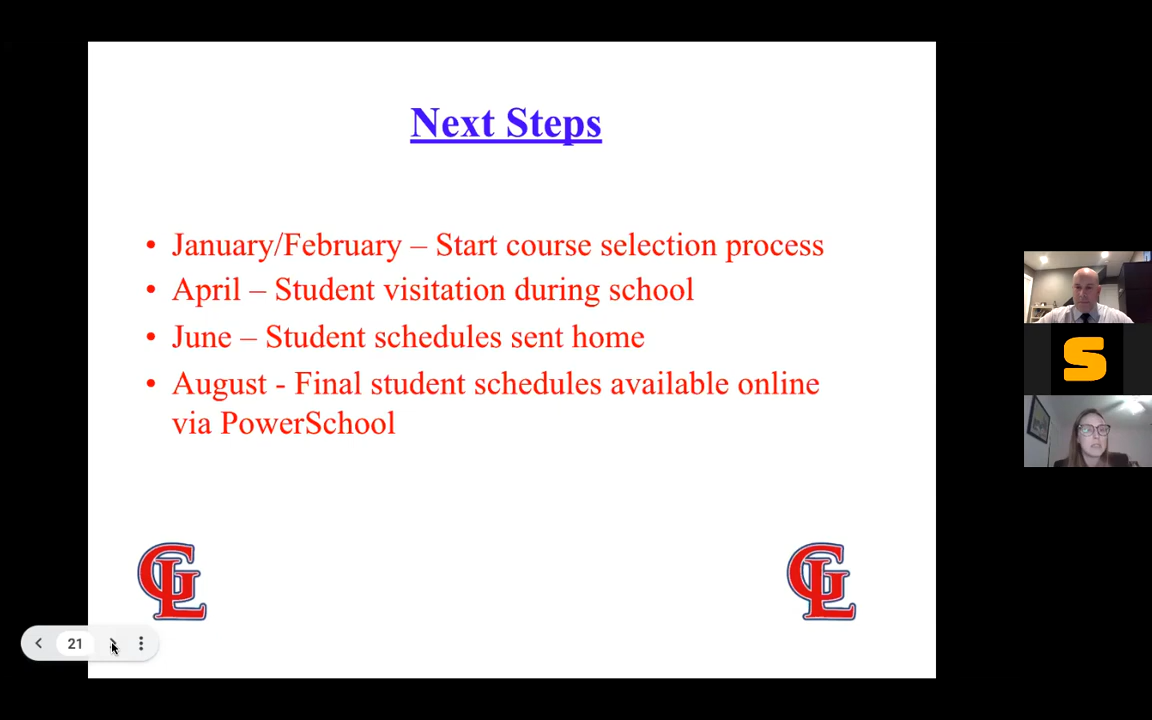 Next Steps
• January/February – Start course selection process
• April – Student visitation during school
• June – Student schedules sent home
• August - Final student schedules available online
via PowerSchool
GL
GL
21
S